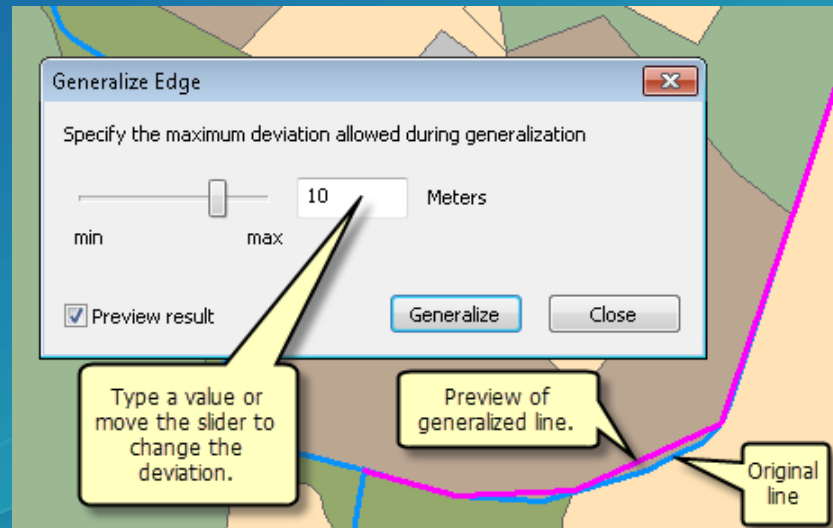 Generalize Edge
Specify the maximum deviation allowed during generalization
10 Meters
min max
Preview result Generalize Close
Type a value or
move the slider to
change the
deviation.
Preview of
generalized line.
Original
line